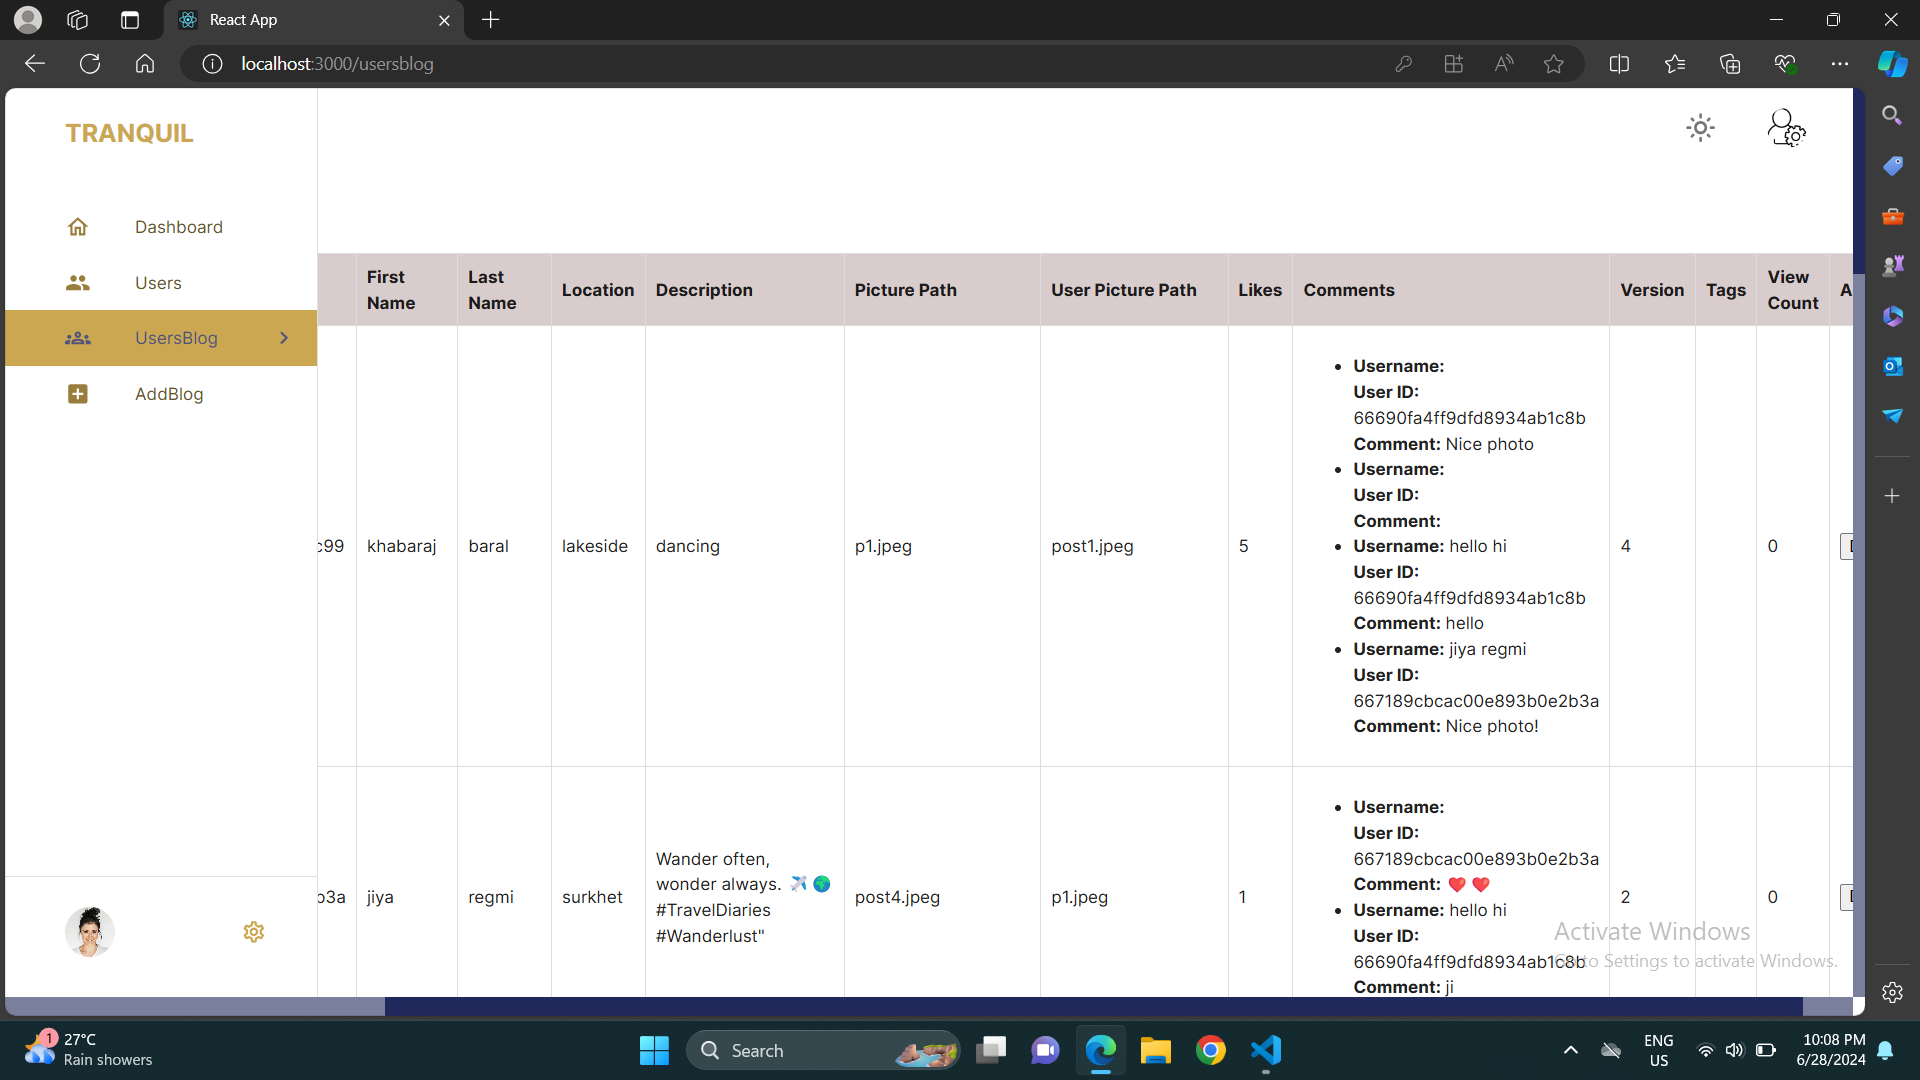 React App
localhost:3000/usersblog
TRANQUIL
Dashboard
Users
UsersBlog
AddBlog
First Name
Last Name
Location
Description
Picture Path
User Picture Path
Likes
Comments
Version
Tags
View Count
A
c99
khabaraj
baral
lakeside
dancing
p1.jpeg
post1.jpeg
5
Username:
User ID:
66690fa4ff9dfd8934ab1c8b
Comment: Nice photo
Username:
User ID:
Comment:
Username: hello hi
User ID:
66690fa4ff9dfd8934ab1c8b
Comment: hello
Username: jiya regmi
User ID:
667189cbcac00e893b0e2b3a
Comment: Nice photo!
4
0
b3a
jiya
regmi
surkhet
Wander often,
wonder always. ✈️ 🌍
#TravelDiaries
#Wanderlust"
post4.jpeg
p1.jpeg
1
Username:
User ID:
667189cbcac00e893b0e2b3a
Comment: ❤️ ❤️
Username: hello hi
User ID:
66690fa4ff9dfd8934ab1c8b
Comment: ji
2
0
Activate Windows
Go to Settings to activate Windows.
1
27°C
Rain showers
Search
ENG
US
10:08 PM
6/28/2024